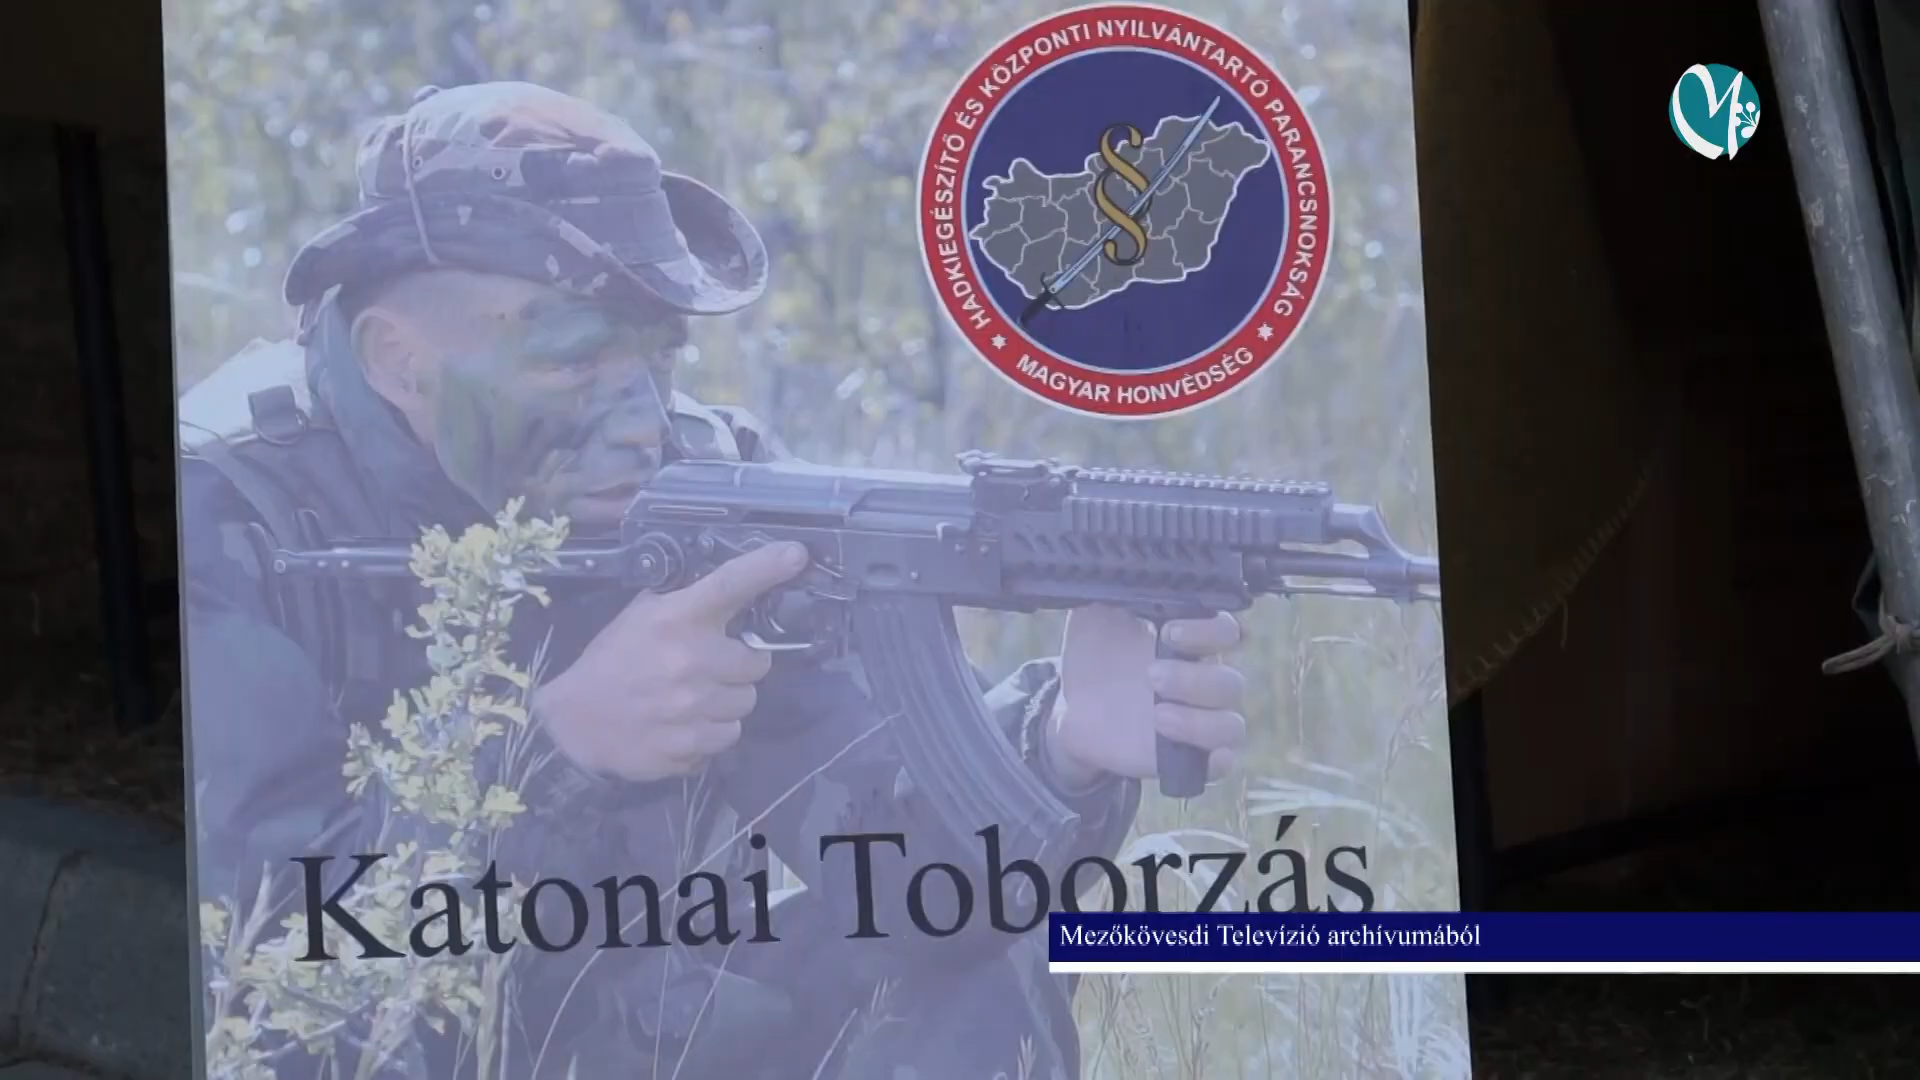 HADKIEGÉSZÍTŐ ÉS KÖZPONTI NYILVÁNTARTÓ PARANCSNOKSÁG
MAGYAR HONVÉDSÉG
Katonai Toborzás
Mezőkövesdi Televízió archívumából